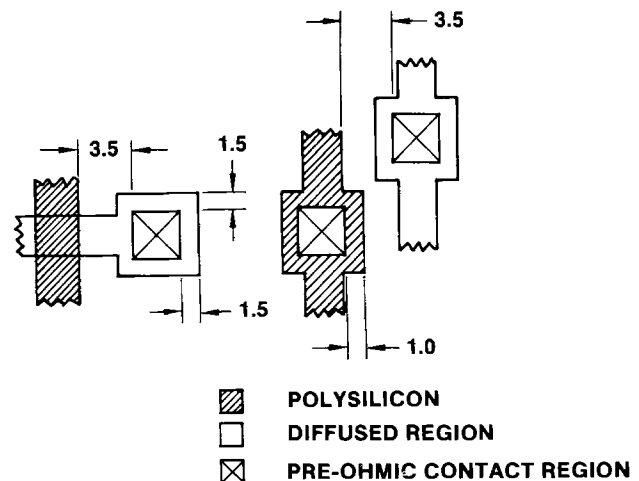 3.5
3.5
1.5
1.5
1.0
POLYSILICON
DIFFUSED REGION
PRE-OHMIC CONTACT REGION